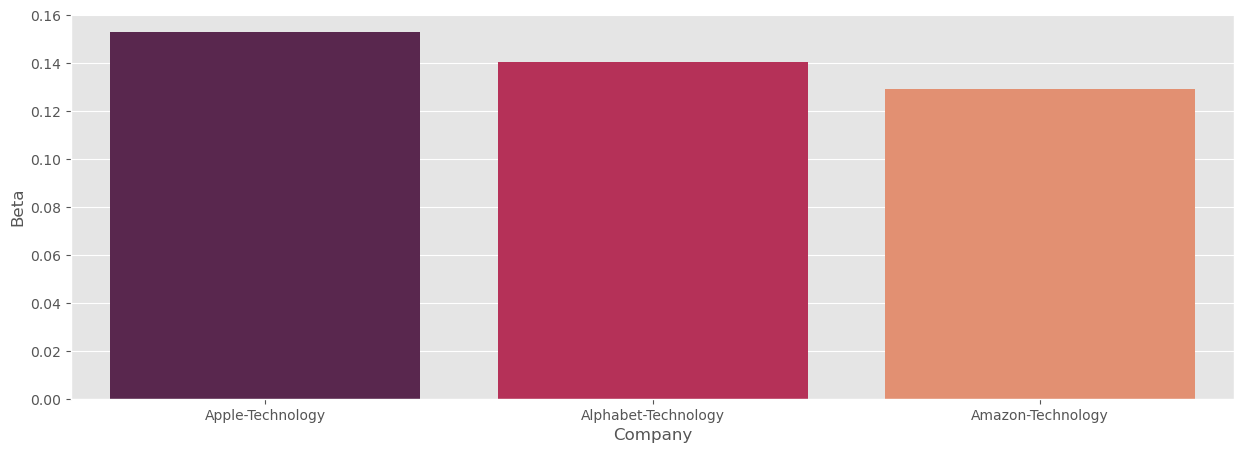 0.16
0.14
0.12
0.10
0.08
0.06
0.04
0.02
0.00
Beta
Apple-Technology
Alphabet-Technology
Amazon-Technology
Company